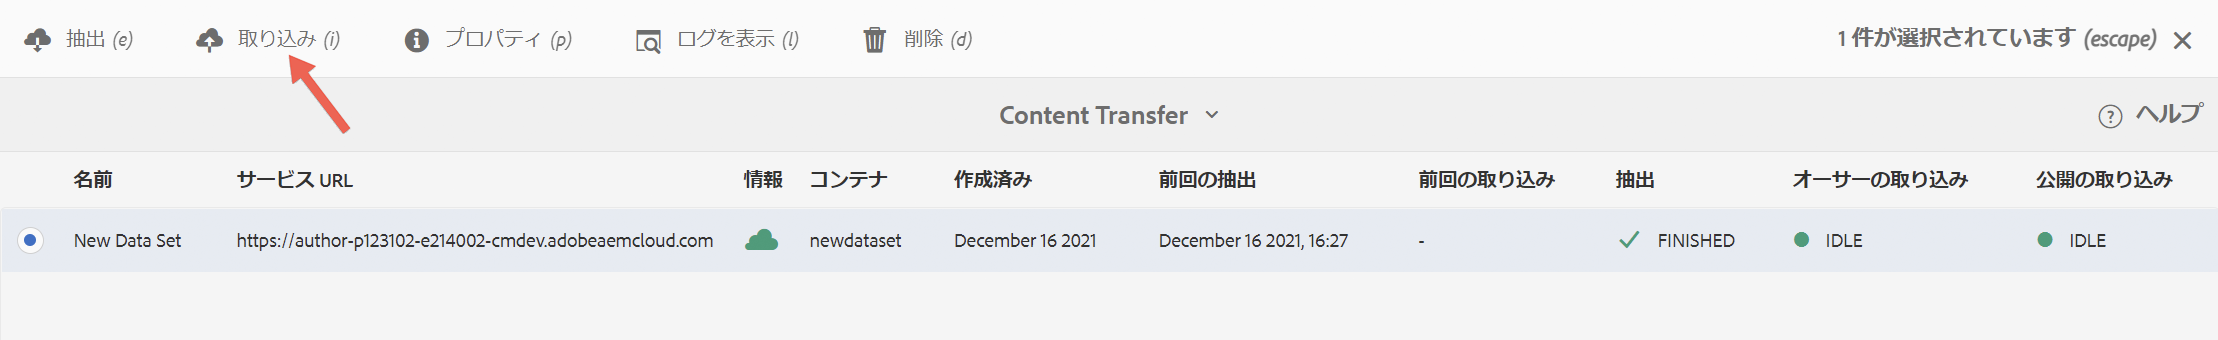 抽出 (e) 取り込み (i) プロパティ (p) ログを表示 (l) 削除 (d) 1 件が選択されています (escape)
Content Transfer ? ヘルプ
名前 サービス URL 情報 コンテナ 作成済み 前回の抽出 前回の取り込み 抽出 オーサーの取り込み 公開の取り込み
New Data Set https://author-p123102-e214002-cmdev.adobeaemcloud.com newdataset December 16 2021 December 16 2021, 16:27 - FINISHED IDLE IDLE